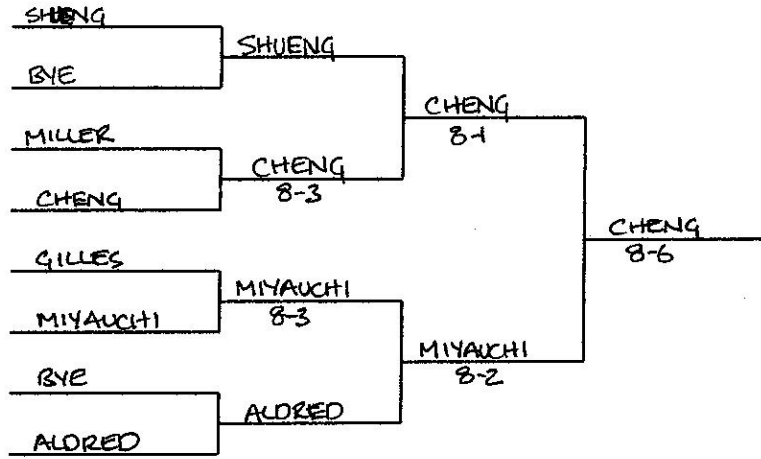 SHENG
SHUENG
BYE
CHENG
8-1
MILLER
CHENG
8-3
CHENG
CHENG
8-6
GILLES
MIYAUCHI
8-3
MIYAUCHI
MIYAUCHI
8-2
BYE
ALDRED
ALDRED